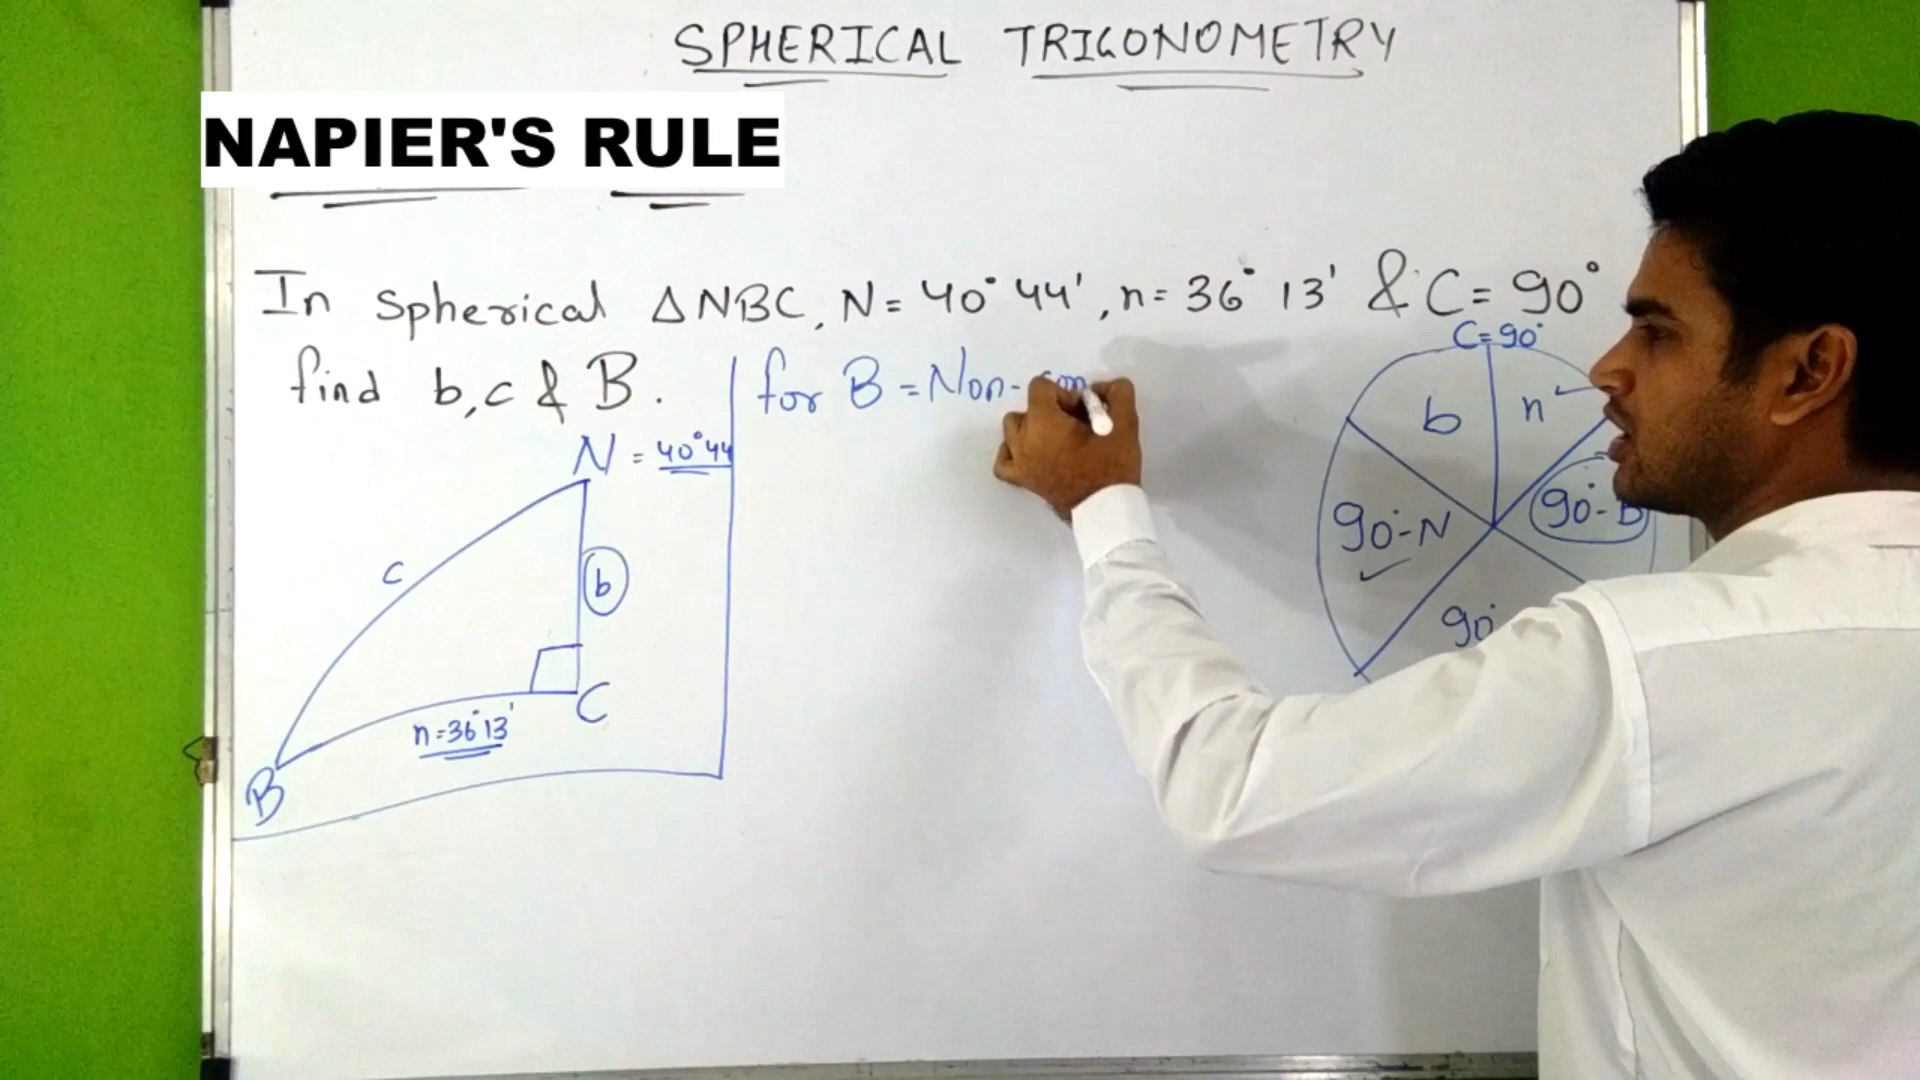 SPHERICAL TRIGONOMETRY
NAPIER'S RULE
In spherical ΔNBC, N = 40° 44', n = 36° 13' & C = 90°
find b, c & B.
for B = Non-
N = 40°44
c
b
C
n = 36°13'
B
C = 90°
b
n
90°-N
90°-B
90°